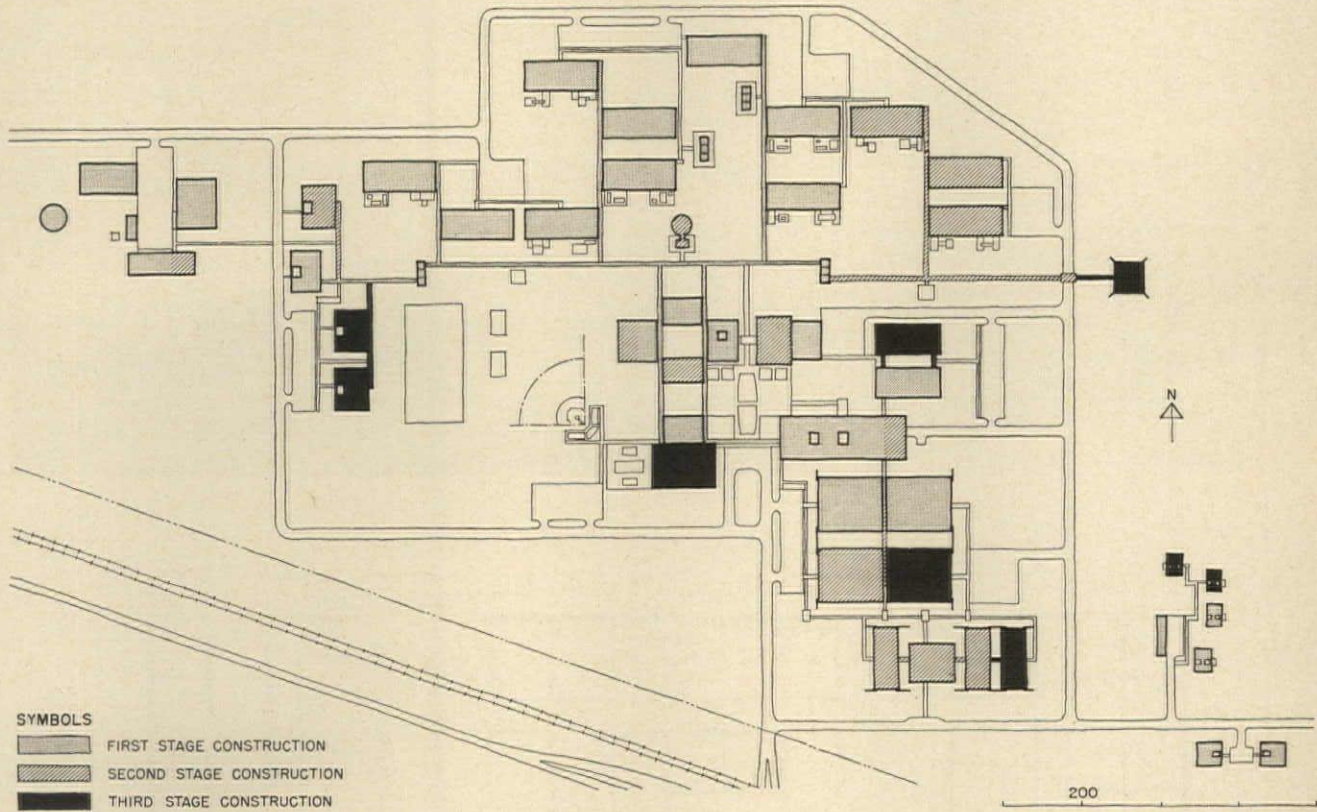 N
SYMBOLS
FIRST STAGE CONSTRUCTION
SECOND STAGE CONSTRUCTION
THIRD STAGE CONSTRUCTION
200